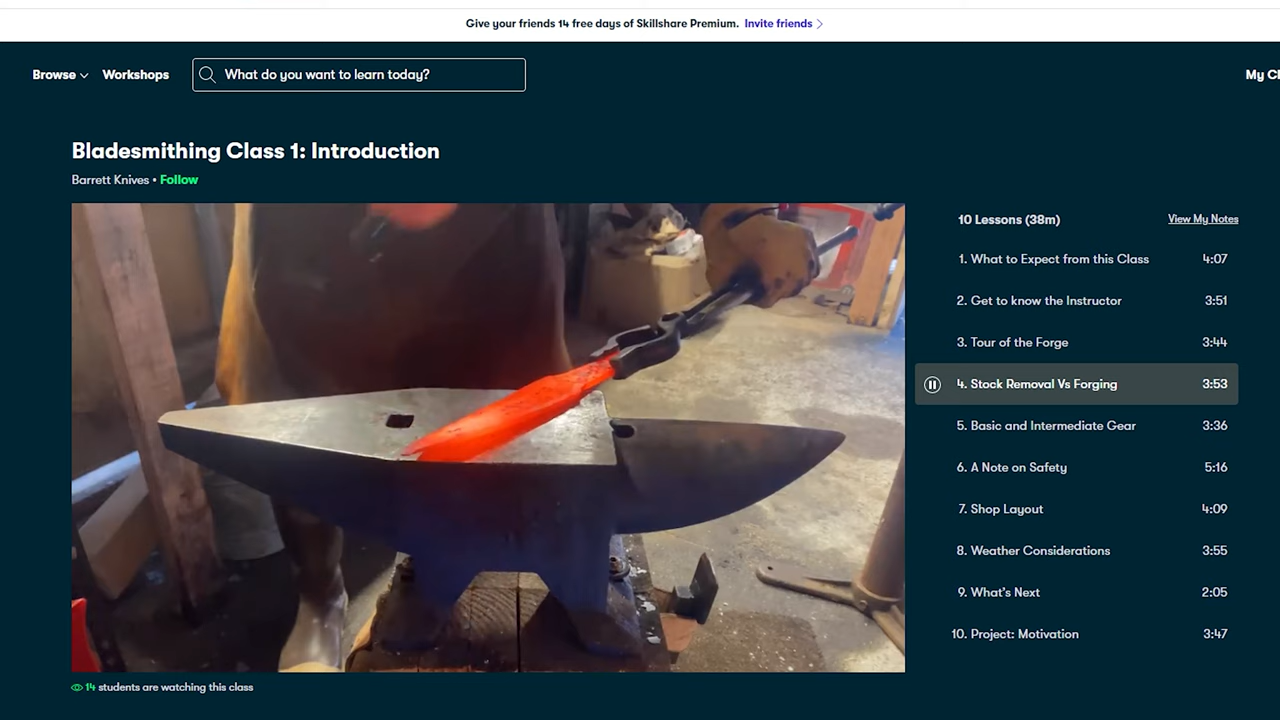 Give your friends 14 free days of Skillshare Premium. Invite friends
Browse Workshops What do you want to learn today? My
Bladesmithing Class 1: Introduction
Barrett Knives • Follow
10 Lessons (38m) View My Notes
1. What to Expect from this Class 4:07
2. Get to know the Instructor 3:51
3. Tour of the Forge 3:44
4. Stock Removal Vs Forging 3:53
5. Basic and Intermediate Gear 3:36
6. A Note on Safety 5:16
7. Shop Layout 4:09
8. Weather Considerations 3:55
9. What's Next 2:05
10. Project: Motivation 3:47
14 students are watching this class